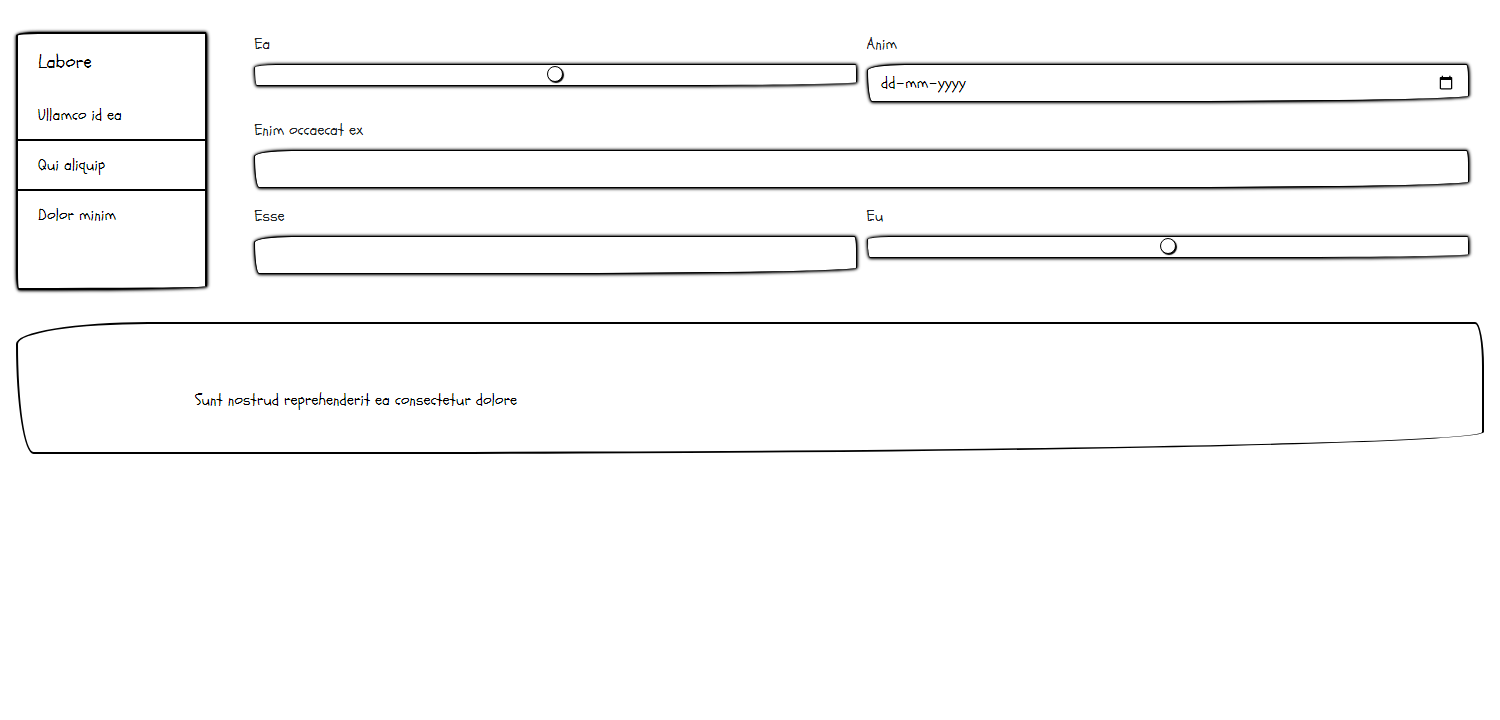 Labore
Ullamco id ea
Qui aliquip
Dolor minim
Ea
Anim
dd-mm-yyyy
Enim occaecat ex
Esse
Eu
Sunt nostrud reprehenderit ea consectetur dolore